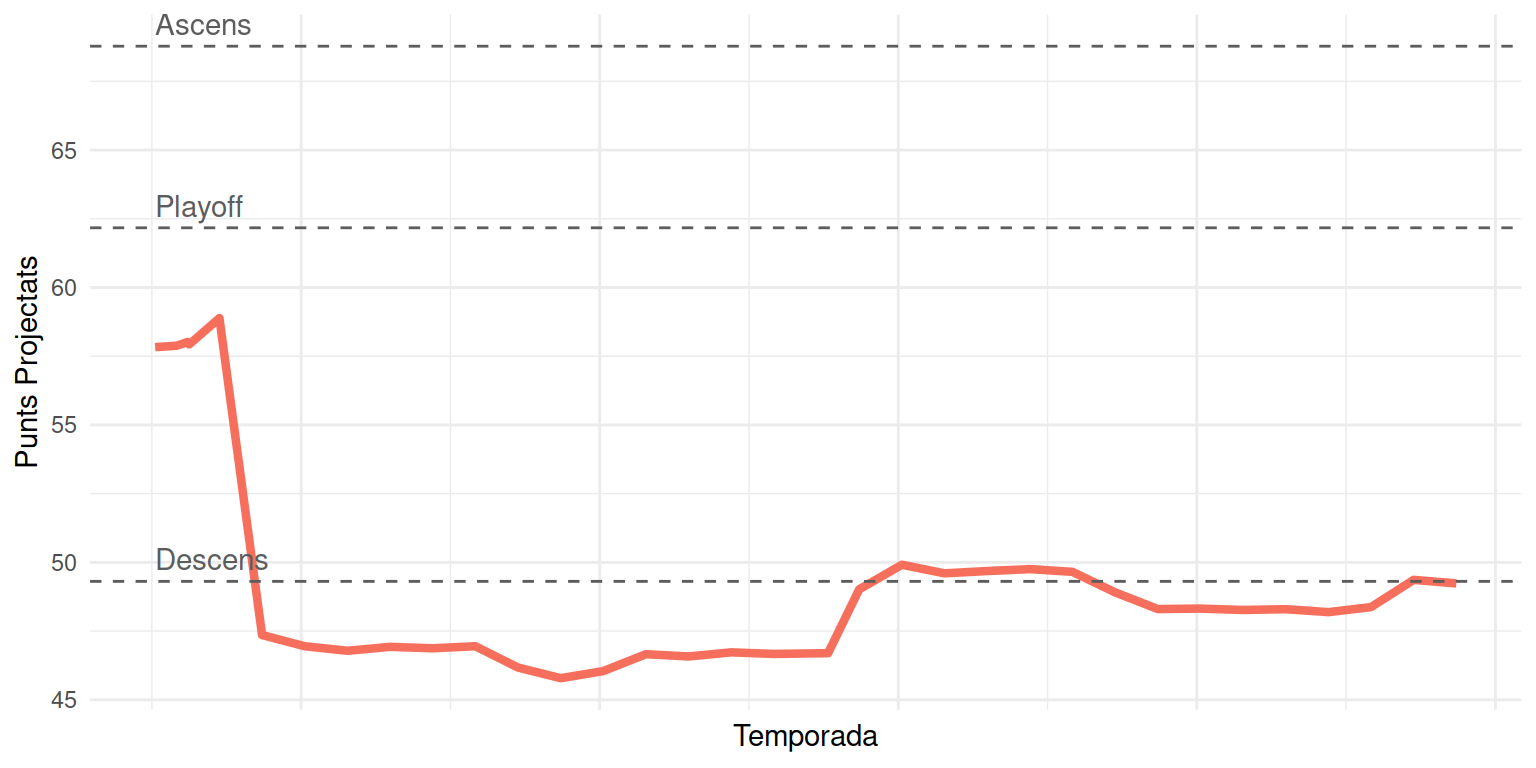 Ascens
65
Playoff
60
55
Descens
50
45
Punts Projectats
Temporada